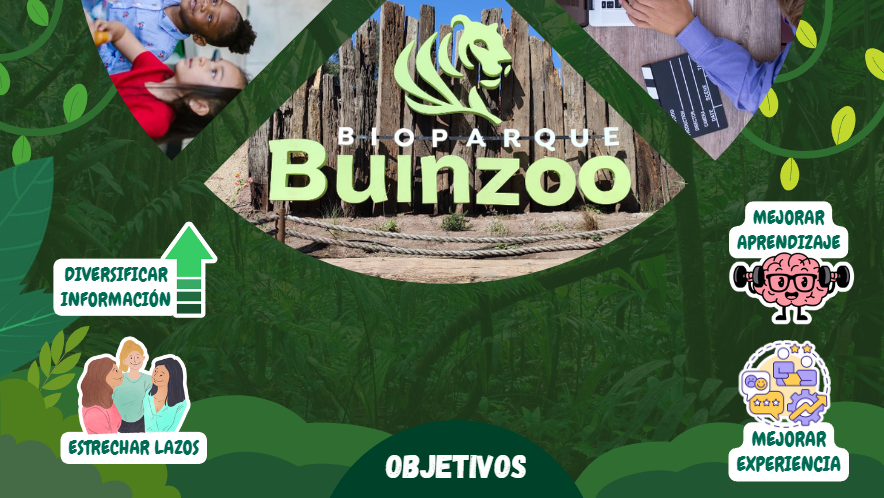 BIOPARQUE
Buinzoo
MEJORAR
APRENDIZAJE
DIVERSIFICAR
INFORMACIÓN
ESTRECHAR LAZOS
MEJORAR
EXPERIENCIA
OBJETIVOS